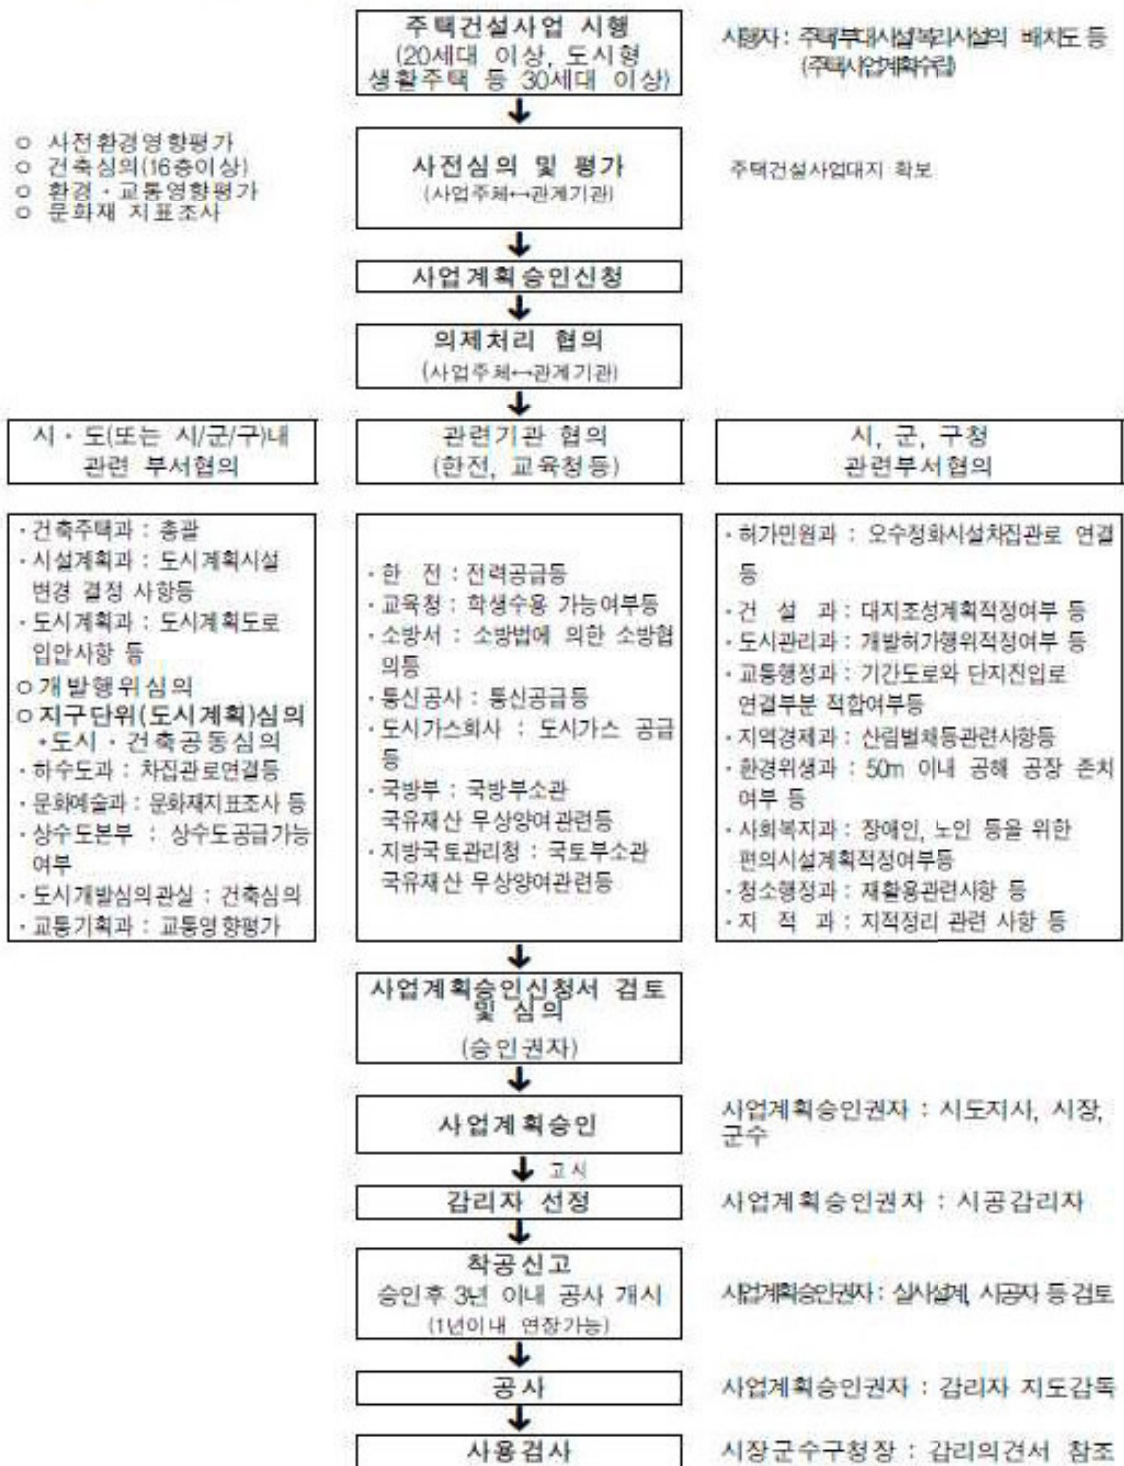 주택건설사업 시행
(20세대 이상, 도시형
생활주택 등 30세대 이상)
시행자 : 주택부대시설복리시설의 배치도 등
(주택사업계획수립)
o 사전환경영향평가
o 건축심의(16층이상)
o 환경·교통영향평가
o 문화재 지표조사
사전심의 및 평가
(사업주체↔관계기관)
주택건설사업대지 확보
사업계획승인신청
의제처리 협의
(사업주체↔관계기관)
시·도(또는 시/군/구)내
관련 부서협의
관련기관 협의
(한전, 교육청등)
시, 군, 구청
관련부서협의
·건축주택과 : 총괄
·시설계획과 : 도시계획시설
변경 결정 사항등
·도시계획과 : 도시계획도로
입안사항 등
o 개발행위심의
o 지구단위(도시계획)심의
•도시·건축공동심의
·하수도과 : 차집관로연결등
·문화예술과 : 문화재지표조사 등
·상수도본부 : 상수도공급가능
여부
·도시개발심의관실 : 건축심의
·교통기획과 : 교통영향평가
·한 전 : 전력공급등
·교육청 : 학생수용 가능여부등
·소방서 : 소방법에 의한 소방협
의등
·통신공사 : 통신공급등
·도시가스회사 : 도시가스 공급
등
·국방부 : 국방부소관
국유재산 무상양여관련등
·지방국토관리청 : 국토부소관
국유재산 무상양여관련등
·허가민원과 : 오수정화시설차집관로 연결
등
·건 설 과 : 대지조성계획적정여부 등
·도시관리과 : 개발허가행위적정여부 등
·교통행정과 : 기간도로와 단지진입로
연결부분 적합여부등
·지역경제과 : 산림벌채등관련사항등
·환경위생과 : 50m 이내 공해 공장 존치
여부 등
·사회복지과 : 장애인, 노인 등을 위한
편의시설계획적정여부등
·청소행정과 : 재활용관련사항 등
·지 적 과 : 지적정리 관련 사항 등
사업계획승인신청서 검토
및 심의
(승인권자)
사업계획승인
사업계획승인권자 : 시도지사, 시장,
군수
고시
감리자 선정
사업계획승인권자 : 시공감리자
착공신고
승인후 3년 이내 공사 개시
(1년이내 연장가능)
사업계획승인권자 : 실시설계, 시공자 등 검토
공사
사업계획승인권자 : 감리자 지도감독
사용검사
시장군수구청장 : 감리의견서 참조